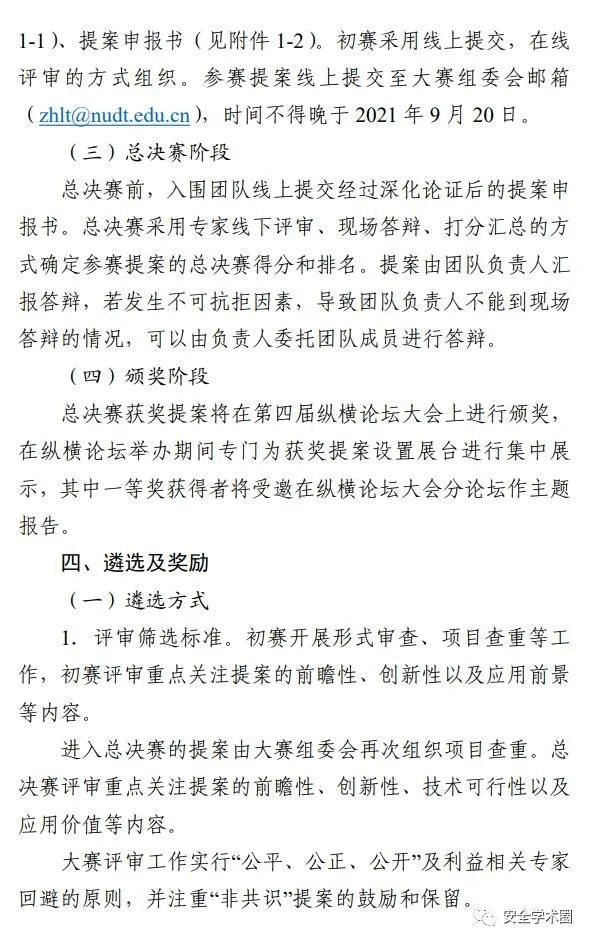 1-1）、提案申报书（见附件 1-2）。初赛采用线上提交，在线
评审的方式组织。参赛提案线上提交至大赛组委会邮箱
（zhlt@nudt.edu.cn），时间不得晚于 2021 年 9 月 20 日。
（三）总决赛阶段
总决赛前，入围团队线上提交经过深化论证后的提案申
报书。总决赛采用专家线下评审、现场答辩、打分汇总的方
式确定参赛提案的总决赛得分和排名。提案由团队负责人汇
报答辩，若发生不可抗拒因素，导致团队负责人不能到现场
答辩的情况，可以由负责人委托团队成员进行答辩。
（四）颁奖阶段
总决赛获奖提案将在第四届纵横论坛大会上进行颁奖，
在纵横论坛举办期间专门为获奖提案设置展台进行集中展
示，其中一等奖获得者将受邀在纵横论坛大会分论坛作主题
报告。
四、遴选及奖励
（一）遴选方式
1．评审筛选标准。初赛开展形式审查、项目查重等工
作，初赛评审重点关注提案的前瞻性、创新性以及应用前景
等内容。
进入总决赛的提案由大赛组委会再次组织项目查重。总
决赛评审重点关注提案的前瞻性、创新性、技术可行性以及
应用价值等内容。
大赛评审工作实行“公平、公正、公开”及利益相关专家
回避的原则，并注重“非共识”提案的鼓励和保留。
安全学术圈